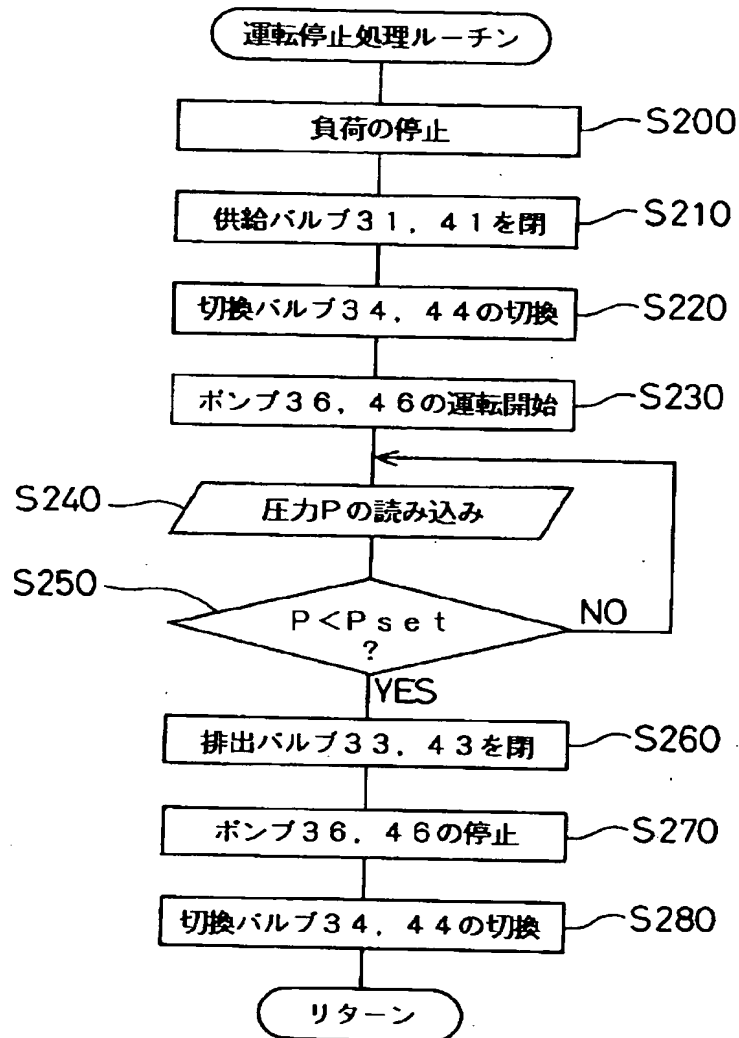 運転停止処理ルーチン
負荷の停止
S200
供給バルブ31，41を閉
S210
切換バルブ34，44の切換
S220
ポンプ36，46の運転開始
S230
S240
圧力Pの読み込み
S250
P＜Pset
?
NO
YES
排出バルブ33，43を閉
S260
ポンプ36，46の停止
S270
切換バルブ34，44の切換
S280
リターン